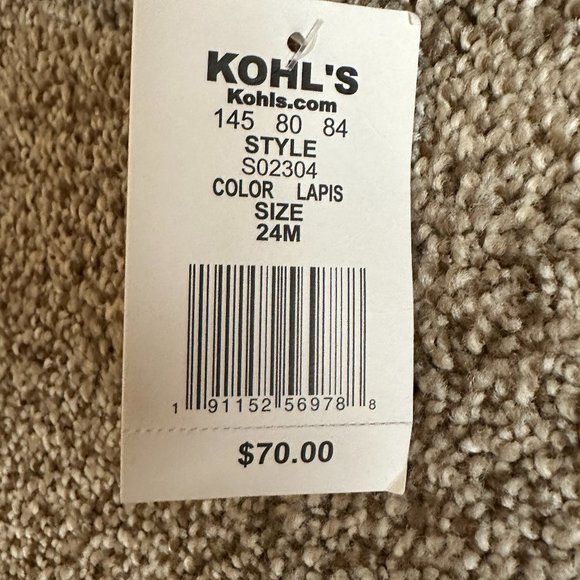 KOHL'S
Kohls.com
145 80 84
STYLE
S02304
COLOR LAPIS
SIZE
24M
1 91152 56978 8
$70.00